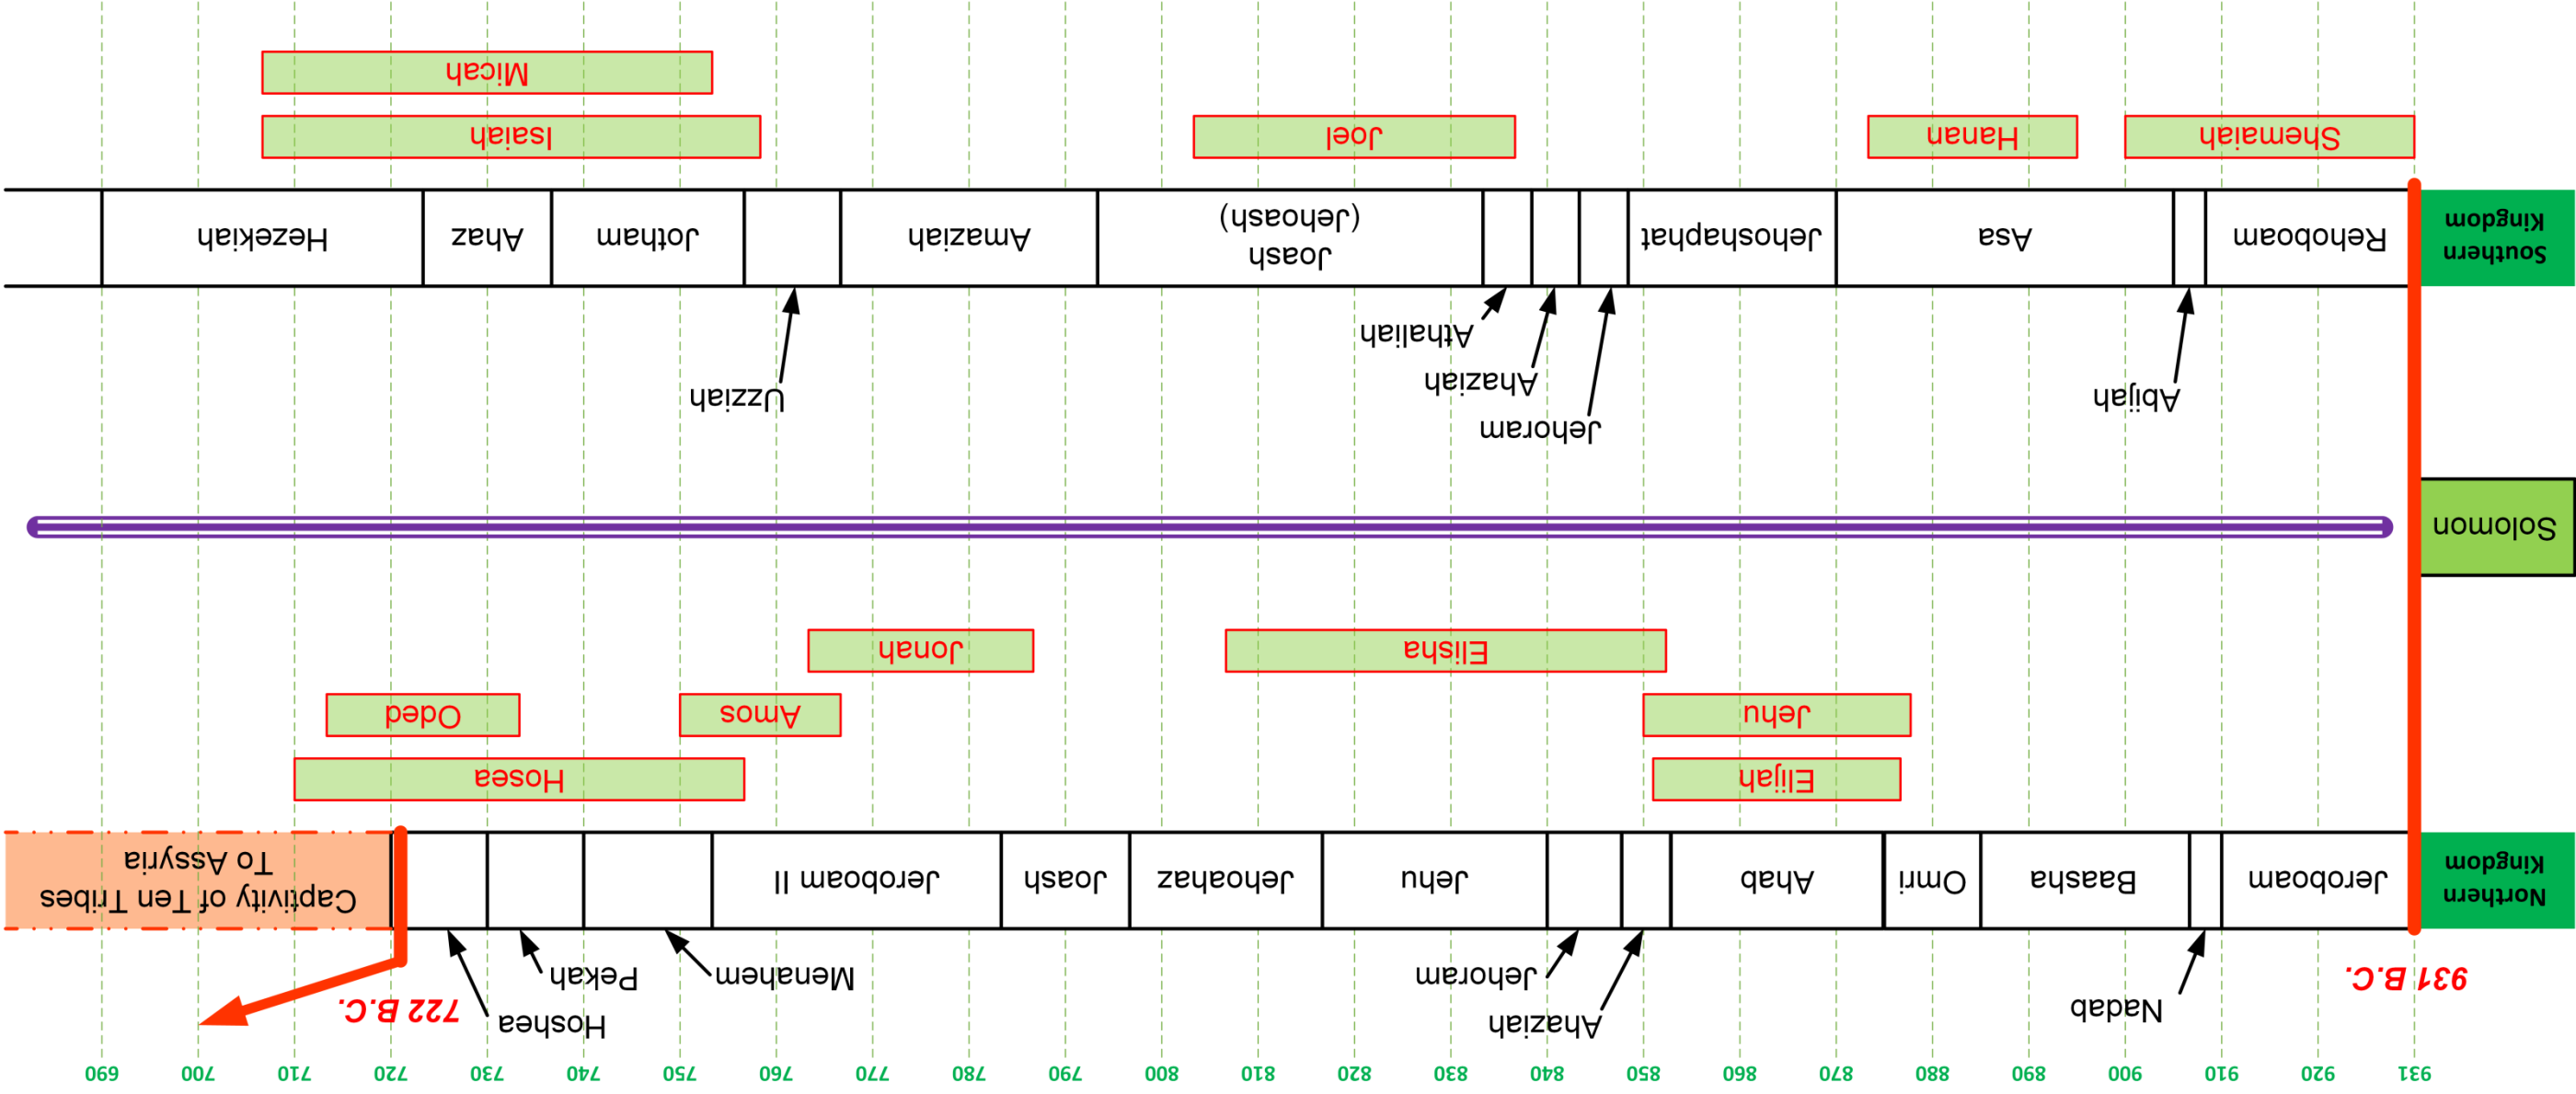 931 920 910 900 890 880 870 860 850 840 830 820 810 800 790 780 770 760 750 740 730 720 710 700 690
Nadab
Ahaziah
Hoshea
722 B.C.
931 B.C.
Jehoram
Menahem
Pekah
Northern
Kingdom
Jeroboam
Baasha
Omri
Ahab
Jehu
Jehoahaz
Joash
Jeroboam II
Captivity of Ten Tribes
To Assyria
Elijah
Hosea
Jehu
Amos
Oded
Elisha
Jonah
Solomon
Jehoram
Abijah
Ahaziah
Uzziah
Athaliah
Southern
Kingdom
Rehoboam
Asa
Jehoshaphat
Joash
(Jehoash)
Amaziah
Jotham
Ahaz
Hezekiah
Shemaiah
Hanan
Joel
Isaiah
Micah